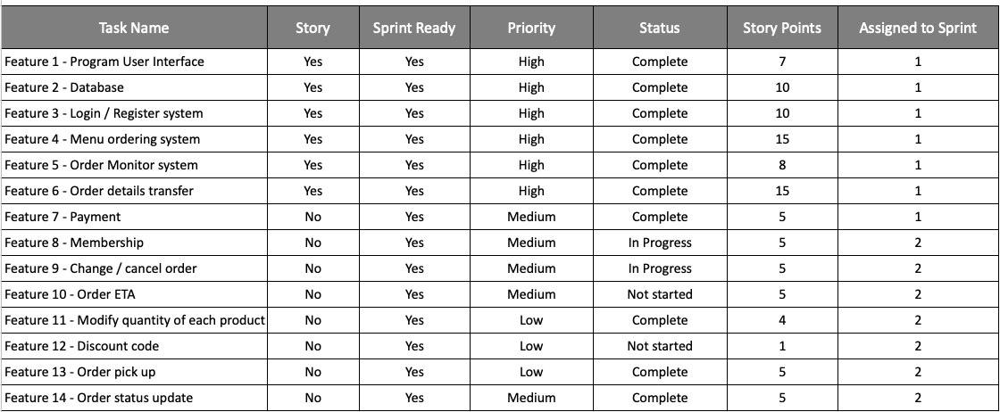 Task Name Story Sprint Ready Priority Status Story Points Assigned to Sprint
Feature 1 - Program User Interface Yes Yes High Complete 7 1
Feature 2 - Database Yes Yes High Complete 10 1
Feature 3 - Login / Register system Yes Yes High Complete 10 1
Feature 4 - Menu ordering system Yes Yes High Complete 15 1
Feature 5 - Order Monitor system Yes Yes High Complete 8 1
Feature 6 - Order details transfer Yes Yes High Complete 15 1
Feature 7 - Payment No Yes Medium Complete 5 1
Feature 8 - Membership No Yes Medium In Progress 5 2
Feature 9 - Change / cancel order No Yes Medium In Progress 5 2
Feature 10 - Order ETA No Yes Medium Not started 5 2
Feature 11 - Modify quantity of each product No Yes Low Complete 4 2
Feature 12 - Discount code No Yes Low Not started 1 2
Feature 13 - Order pick up No Yes Low Complete 5 2
Feature 14 - Order status update No Yes Medium Complete 5 2